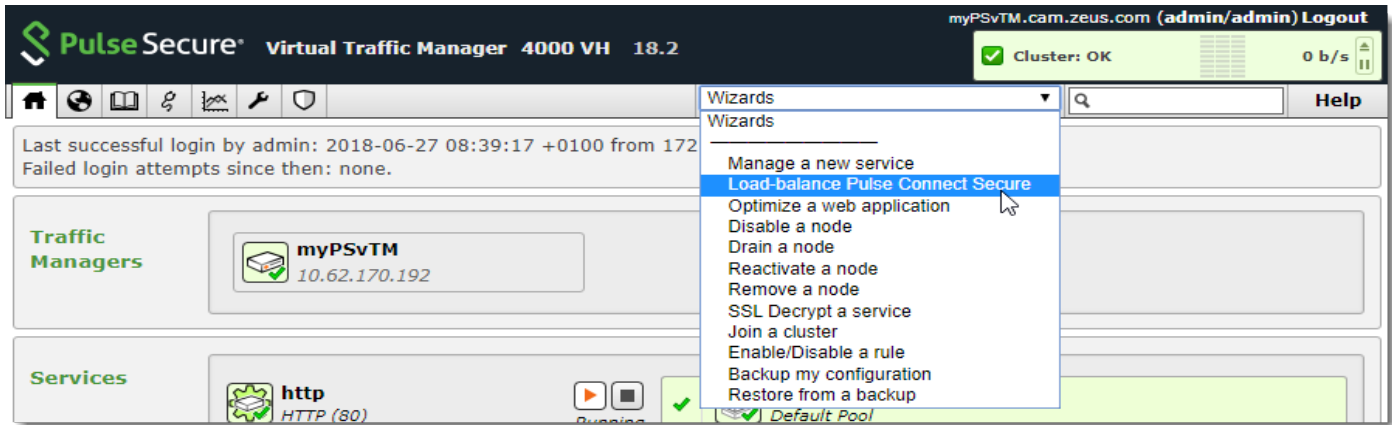 myPSvTM.cam.zeus.com (admin/admin) Logout
Pulse Secure® Virtual Traffic Manager 4000 VH 18.2
Cluster: OK 0 b/s
Wizards
Help
Wizards
Last successful login by admin: 2018-06-27 08:39:17 +0100 from 172
Failed login attempts since then: none.
Manage a new service
Load-balance Pulse Connect Secure
Optimize a web application
Disable a node
Drain a node
Reactivate a node
Remove a node
SSL Decrypt a service
Join a cluster
Enable/Disable a rule
Backup my configuration
Restore from a backup
Traffic
Managers
myPSvTM
10.62.170.192
Services
http
HTTP (80)
Running
Default Pool